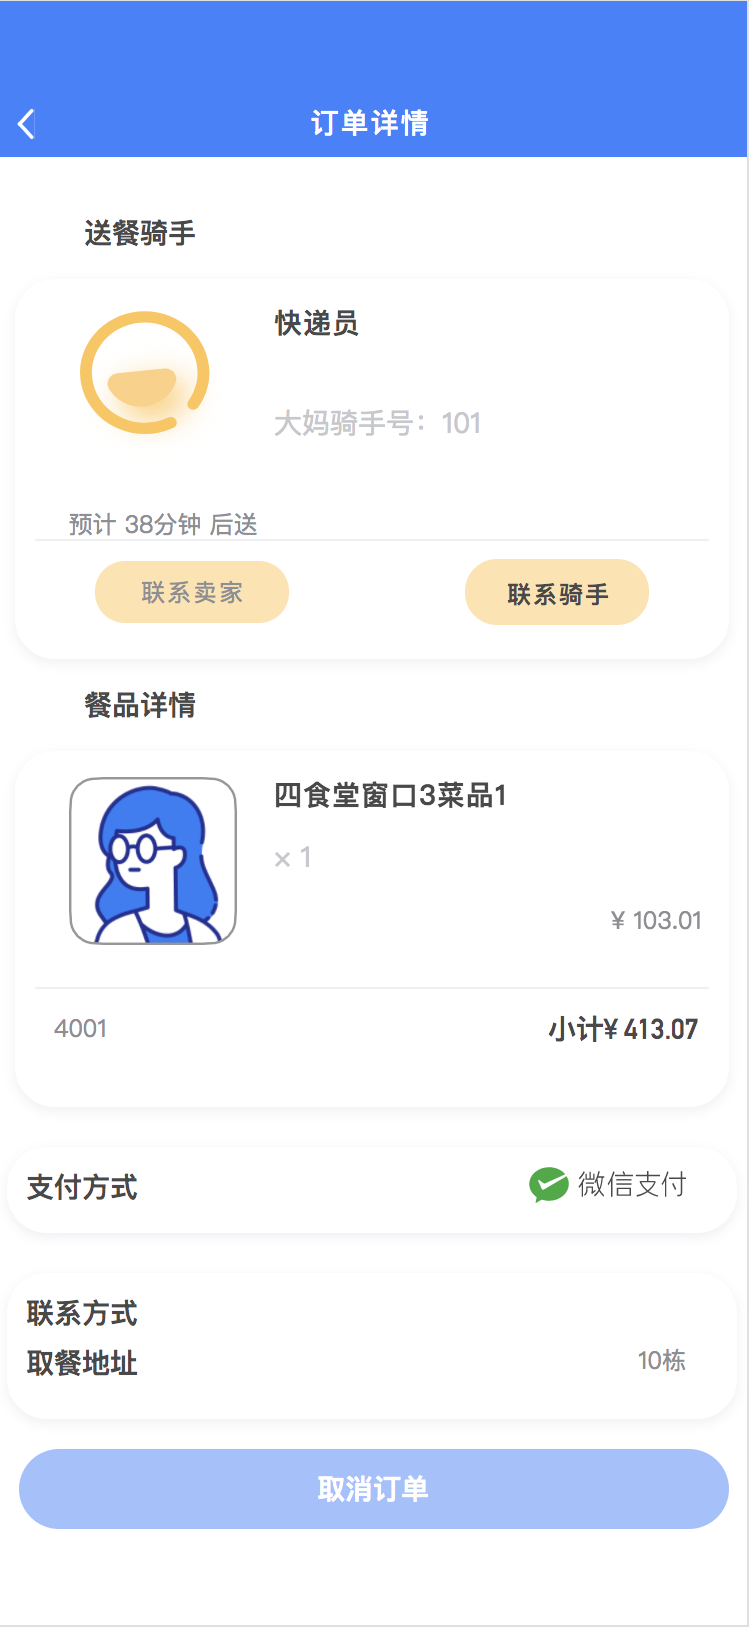 订单详情
送餐骑手
快递员
大妈骑手号：101
预计 38分钟 后送
联系卖家
联系骑手
餐品详情
四食堂窗口3菜品1
× 1
¥ 103.01
4001
小计¥ 413.07
支付方式
微信支付
联系方式
取餐地址
10栋
取消订单